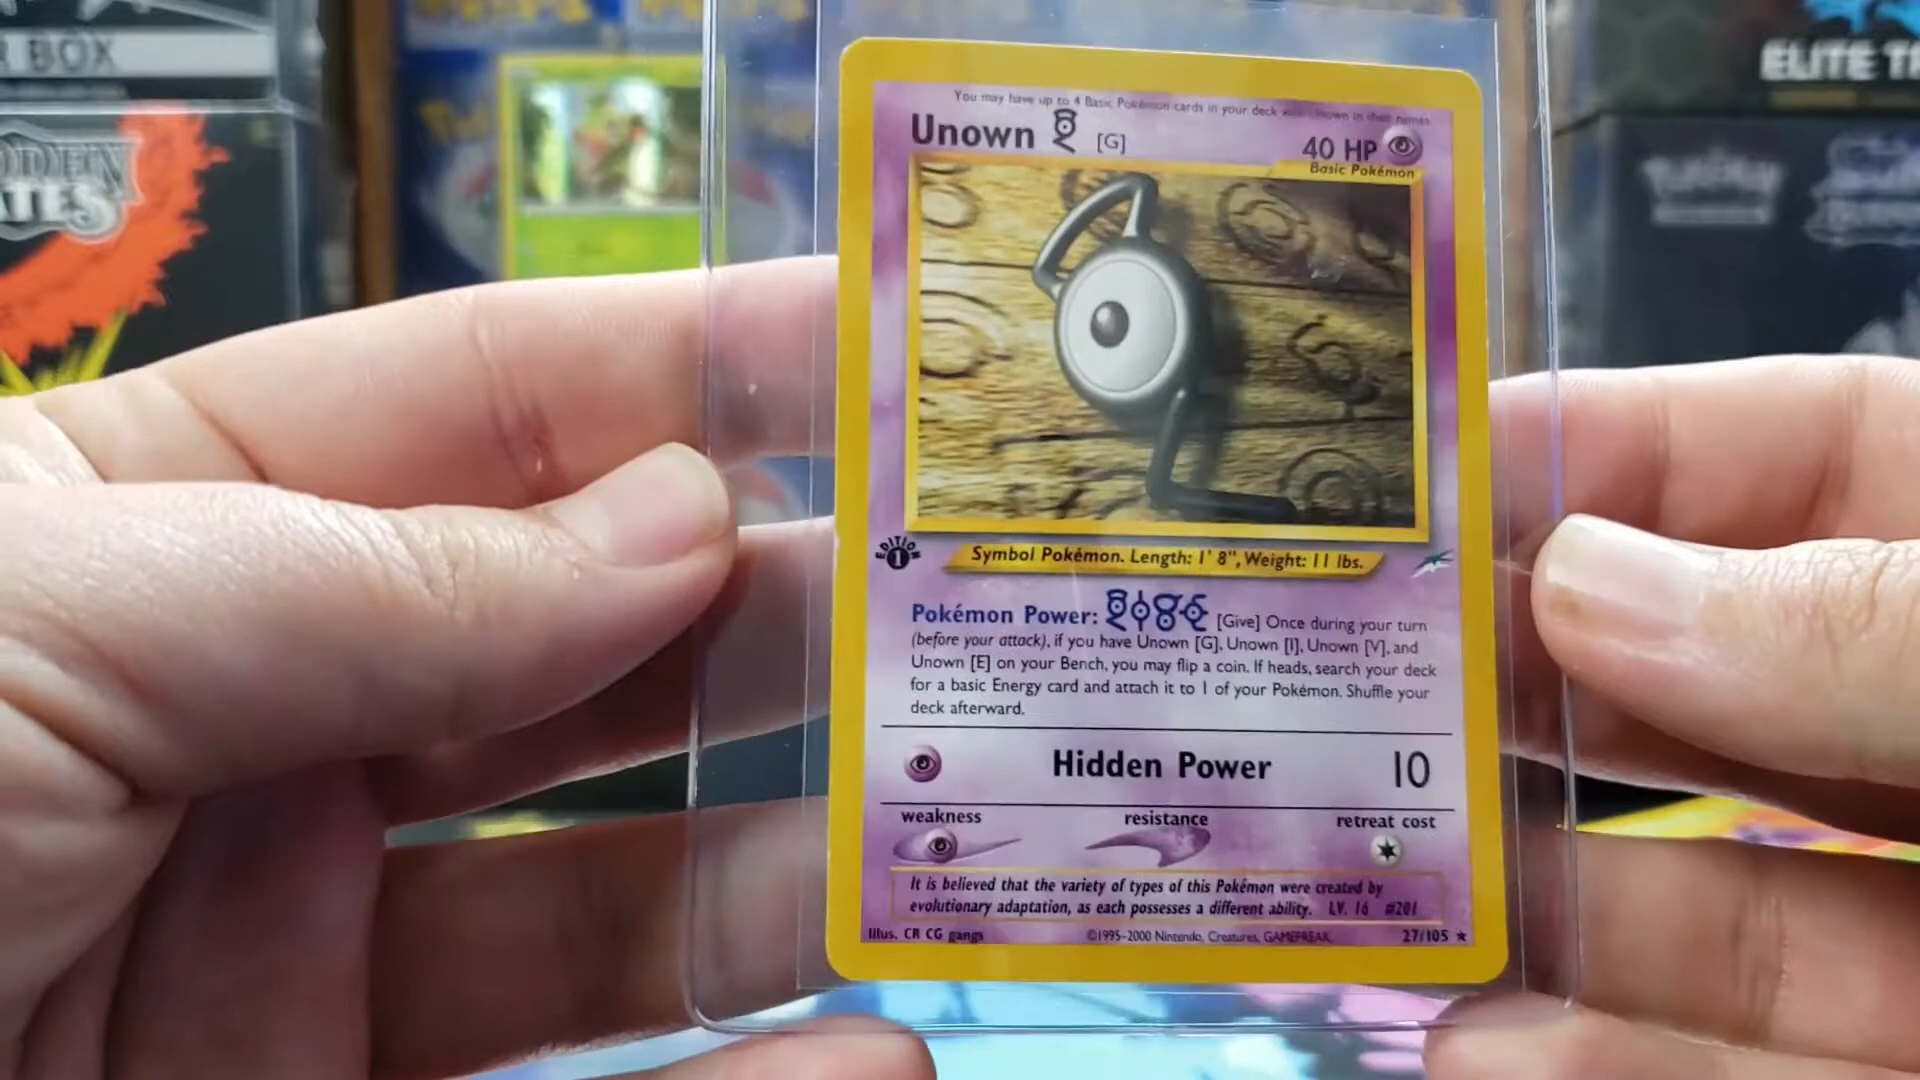 R BOX
ELITE TR
You may have up to 4 Basic Pokémon cards in your deck with Unown in their names.
Unown [G]
40 HP
Basic Pokémon
EDITION
1
Symbol Pokémon. Length: 1' 8", Weight: 11 lbs.
Pokémon Power: [Give] Once during your turn
(before your attack), if you have Unown [G], Unown [I], Unown [V], and
Unown [E] on your Bench, you may flip a coin. If heads, search your deck
for a basic Energy card and attach it to 1 of your Pokémon. Shuffle your
deck afterward.
Hidden Power 10
weakness resistance retreat cost
It is believed that the variety of types of this Pokémon were created by
evolutionary adaptation, as each possesses a different ability. LV. 16 #201
Illus. CR CG gangs ©1995-2000 Nintendo, Creatures, GAMEFREAK. 27/105 ★